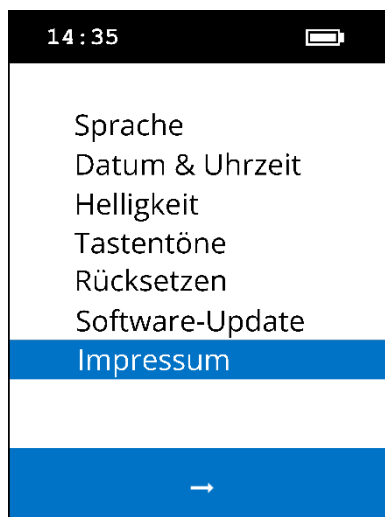 14:35
Sprache
Datum & Uhrzeit
Helligkeit
Tastentöne
Rücksetzen
Software-Update
Impressum
→